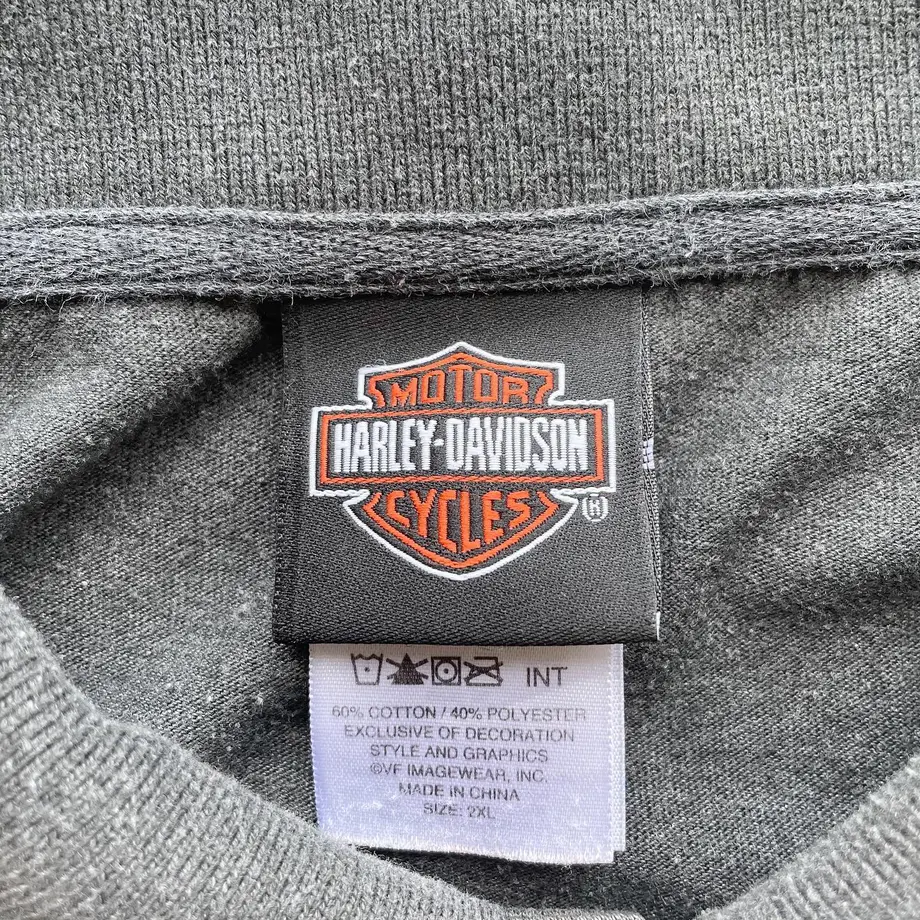 MOTOR
HARLEY-DAVIDSON
CYCLES
®
INT
60% COTTON / 40% POLYESTER
EXCLUSIVE OF DECORATION
STYLE AND GRAPHICS
©VF IMAGEWEAR, INC.
MADE IN CHINA
SIZE: 2XL